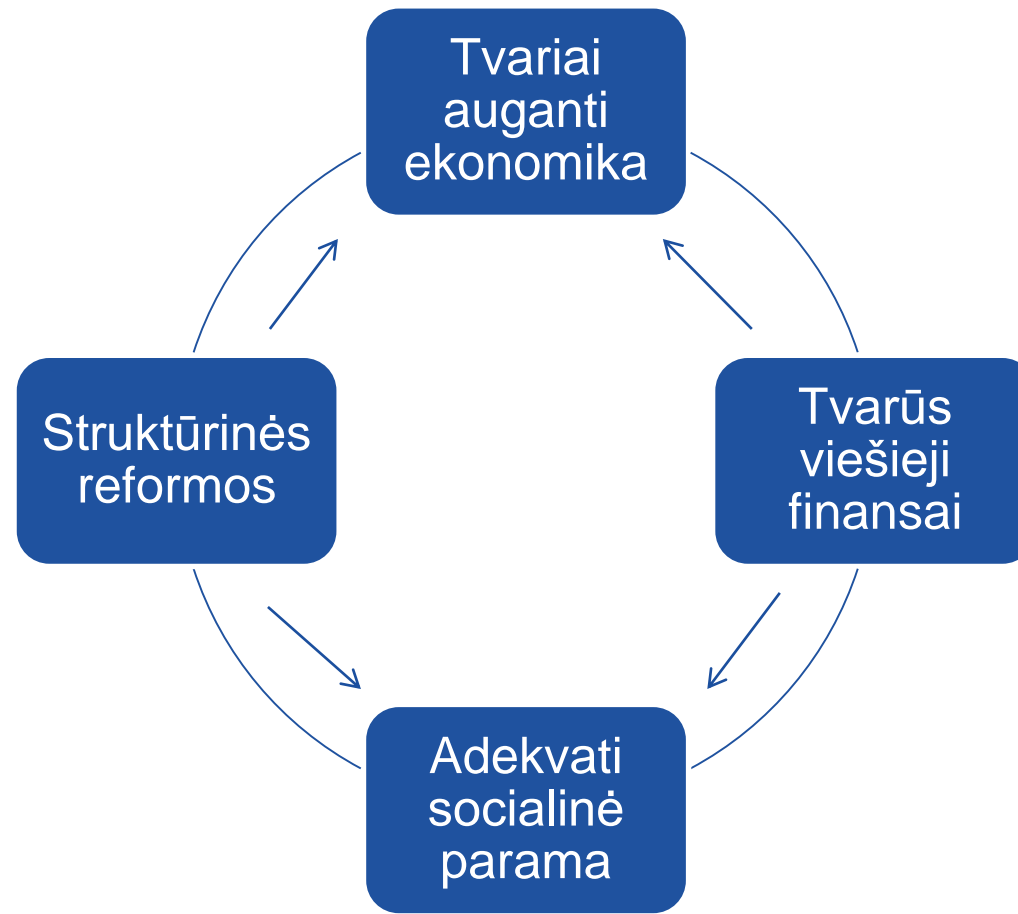 Tvariai
auganti
ekonomika
Struktūrinės
reformos
Tvarūs
viešieji
finansai
Adekvati
socialinė
parama